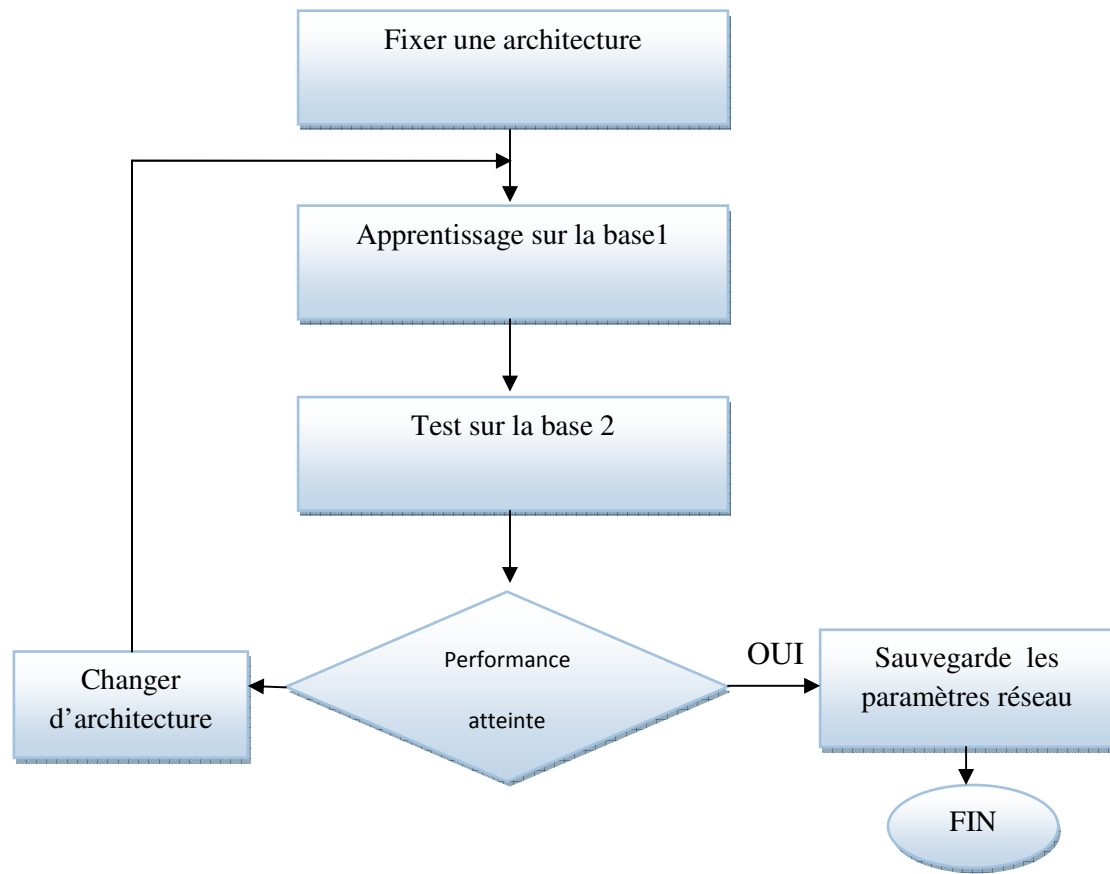 Fixer une architecture
Apprentissage sur la base1
Test sur la base 2
Performance
atteinte
OUI
Sauvegarde les
paramètres réseau
Changer
d’architecture
FIN